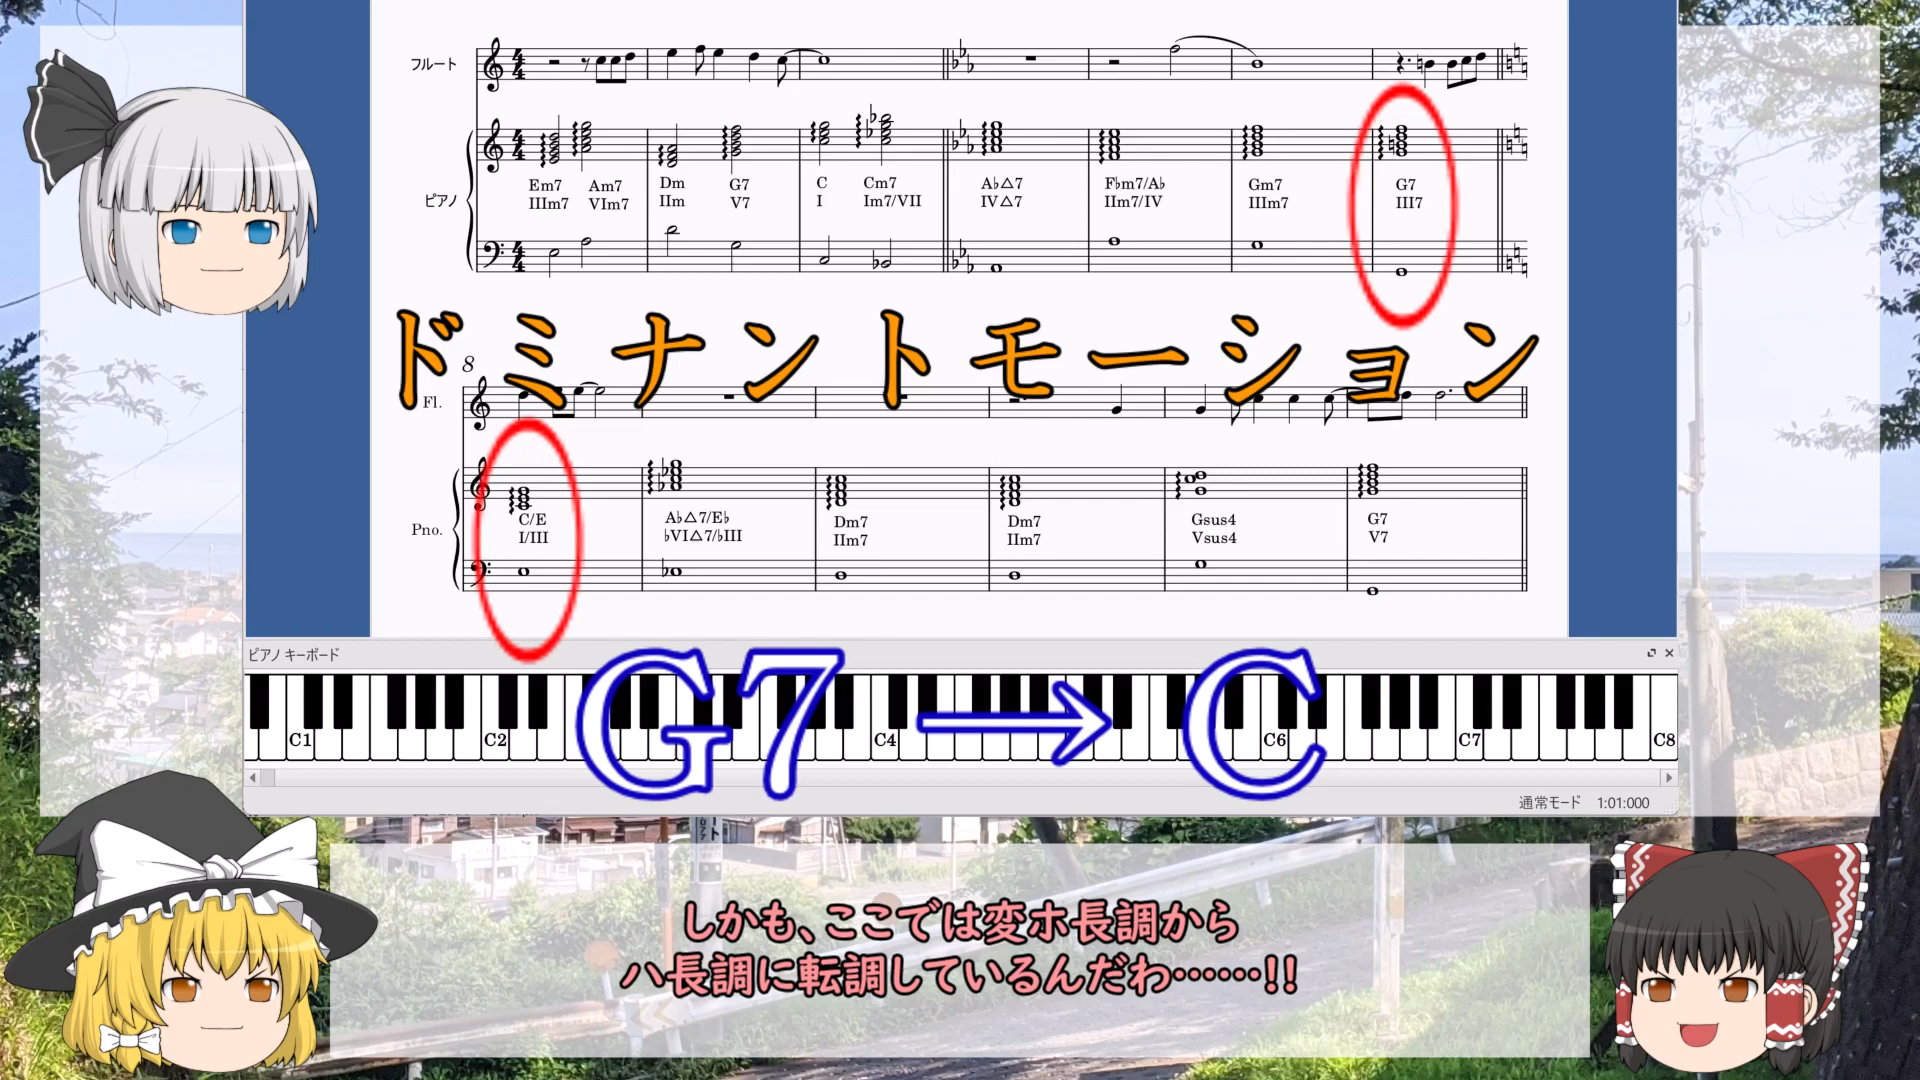 フルート
ピアノ
Em7 Am7 Dm G7 C Cm7 A♭△7 F♭m7/A♭ Gm7 G7
IIIm7 VIm7 IIm V7 I Im7/VII IV△7 IIm7/IV IIIm7 III7
ドミナントモーション
8
Fl.
Pno.
C/E A♭△7/E♭ Dm7 Dm7 Gsus4 G7
I/III ♭VI△7/♭III IIm7 IIm7 Vsus4 V7
ピアノ キーボード
G7→C
C1 C2 C4 C6 C7 C8
通常モード 1:01:000
しかも、ここでは変ホ長調から
ハ長調に転調しているんだわ……!!